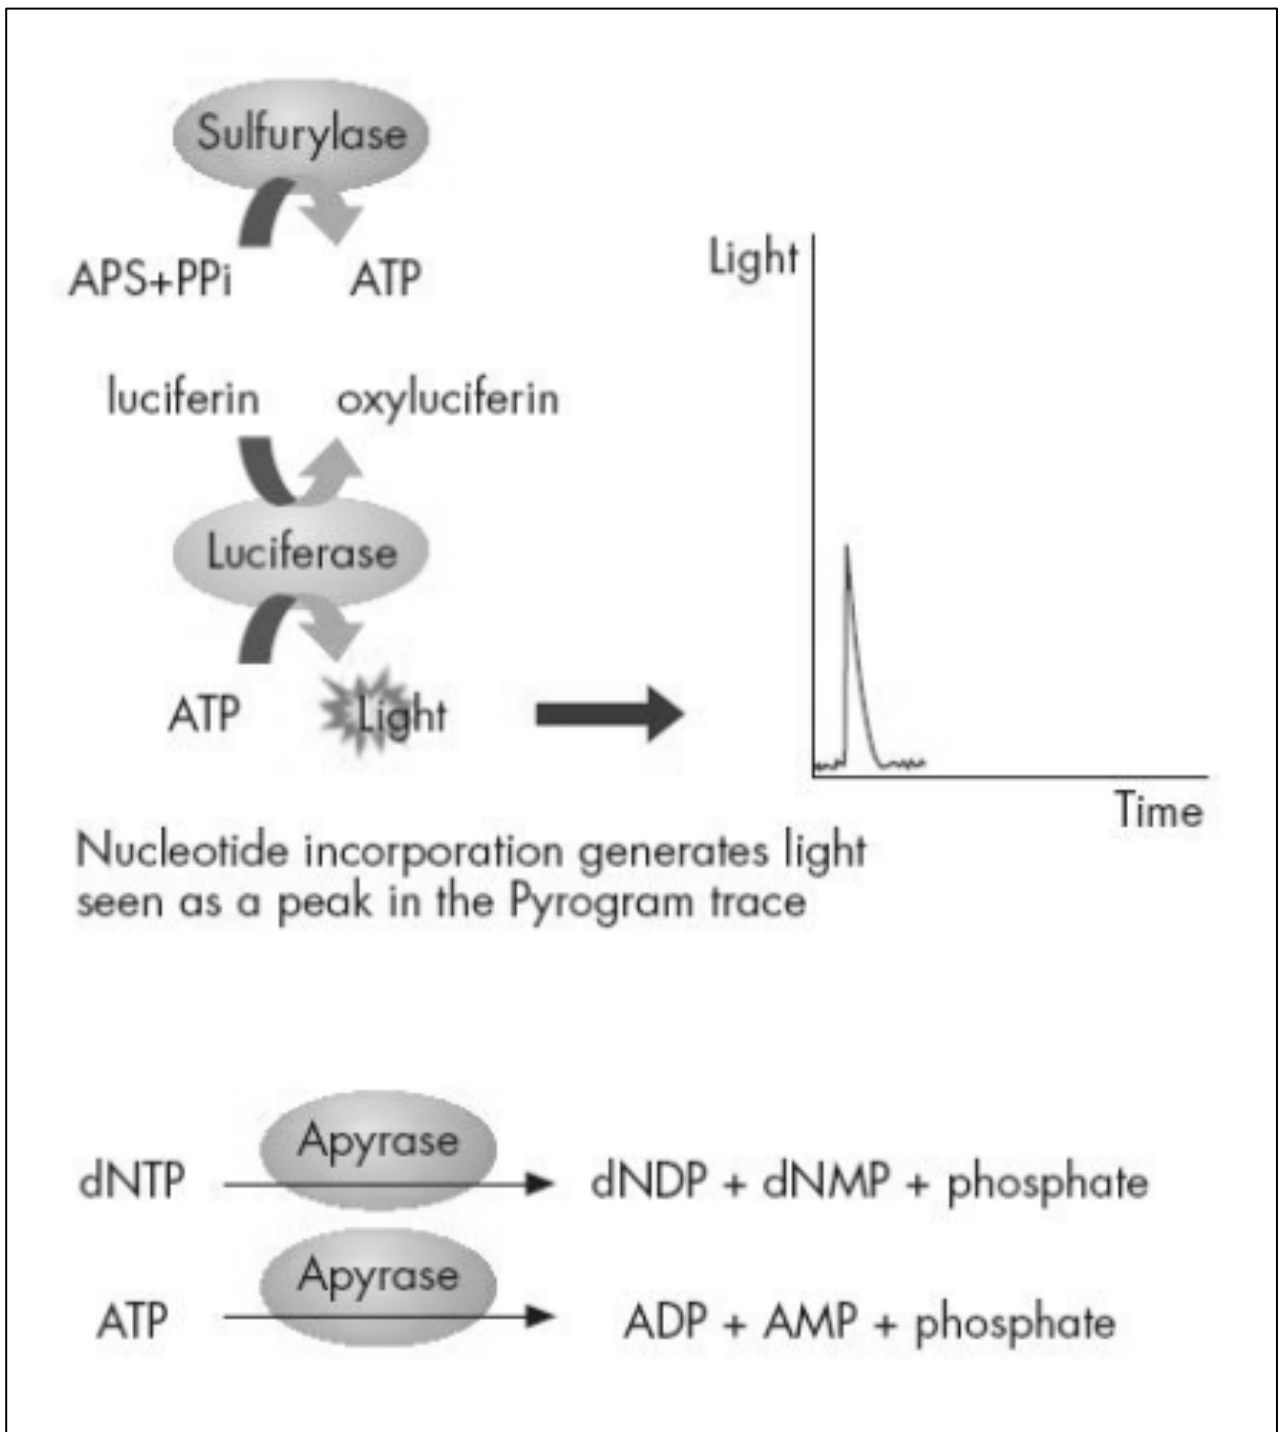 Sulfurylase
APS+PPi ATP
luciferin oxyluciferin
Luciferase
ATP Light
Light
Time
Nucleotide incorporation generates light
seen as a peak in the Pyrogram trace
Apyrase
dNTP dNDP + dNMP + phosphate
Apyrase
ATP ADP + AMP + phosphate